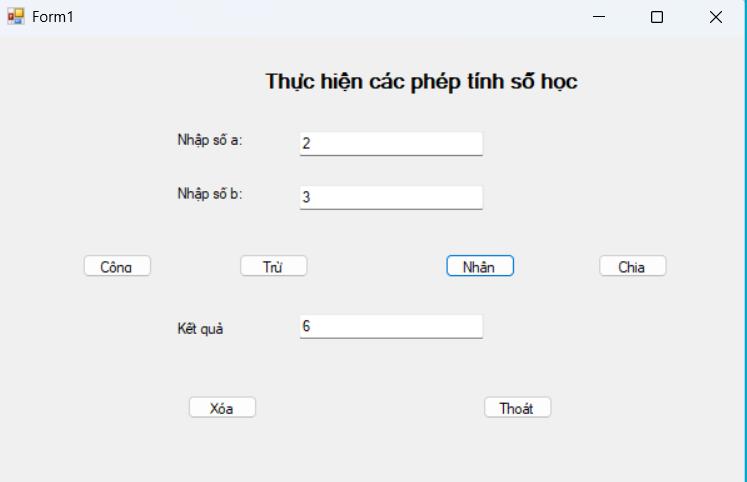 Form1
Thực hiện các phép tính số học
Nhập số a: 2
Nhập số b: 3
Cộng Trừ Nhân Chia
Kết quả 6
Xóa Thoát